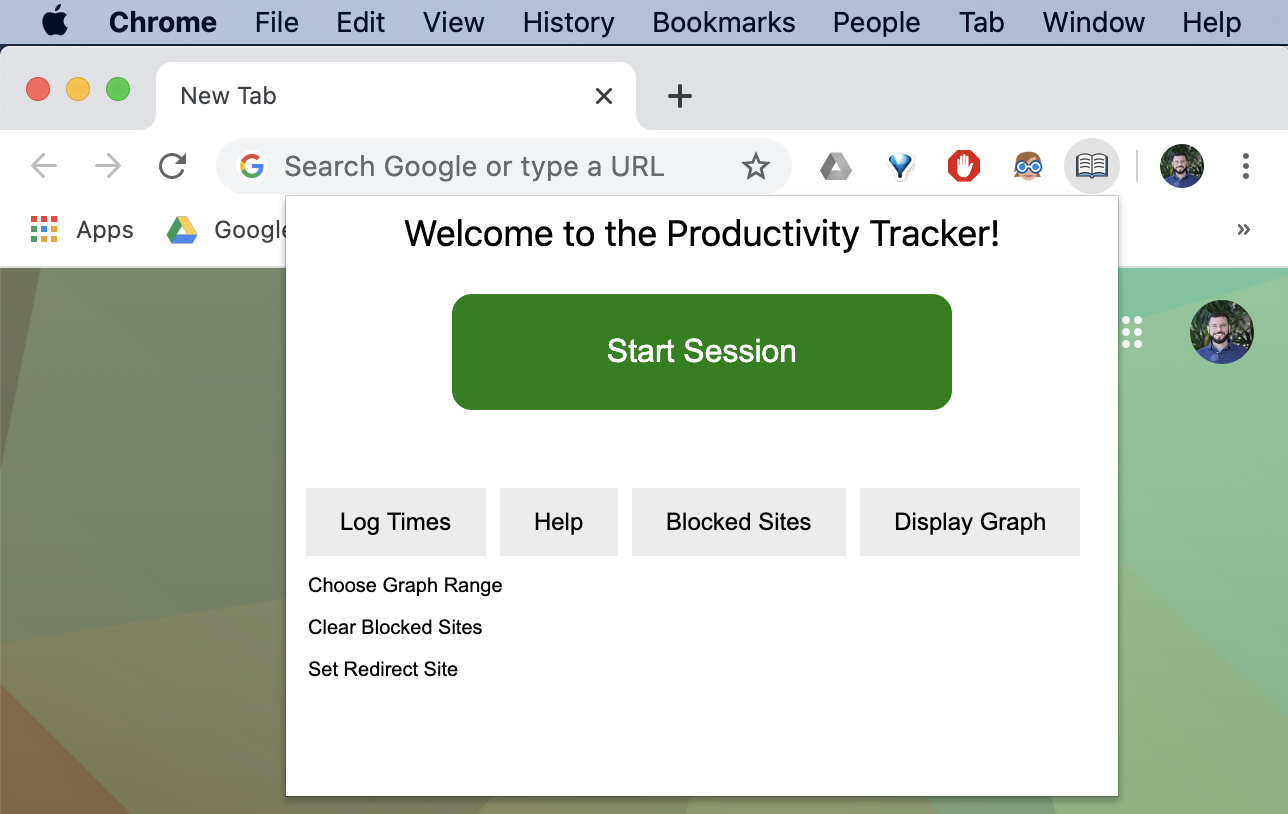 Chrome File Edit View History Bookmarks People Tab Window Help
New Tab
Search Google or type a URL
Apps Google
Welcome to the Productivity Tracker!
Start Session
Log Times Help Blocked Sites Display Graph
Choose Graph Range
Clear Blocked Sites
Set Redirect Site